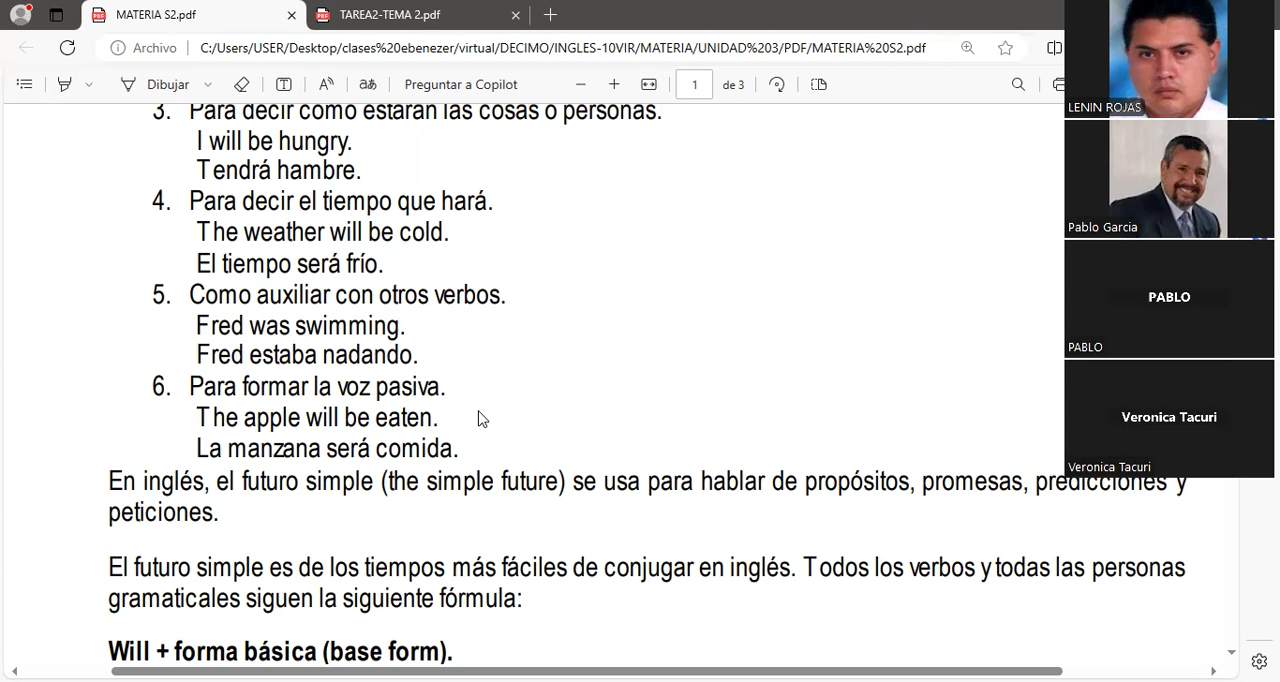 MATERIA S2.pdf
TAREA2-TEMA 2.pdf
Archivo
C:/Users/USER/Desktop/clases%20ebenezer/virtual/DECIMO/INGLES-10VIR/MATERIA/UNIDAD%203/PDF/MATERIA%20S2.pdf
Dibujar
Preguntar a Copilot
1
de 3
3. Para decir cómo estarán las cosas o personas.
I will be hungry.
Tendrá hambre.
4. Para decir el tiempo que hará.
The weather will be cold.
El tiempo será frío.
5. Como auxiliar con otros verbos.
Fred was swimming.
Fred estaba nadando.
6. Para formar la voz pasiva.
The apple will be eaten.
La manzana será comida.
En inglés, el futuro simple (the simple future) se usa para hablar de propósitos, promesas, predicciones y
peticiones.
El futuro simple es de los tiempos más fáciles de conjugar en inglés. Todos los verbos y todas las personas
gramaticales siguen la siguiente fórmula:
Will + forma básica (base form).
LENIN ROJAS
Pablo Garcia
PABLO
PABLO
Veronica Tacuri
Veronica Tacuri